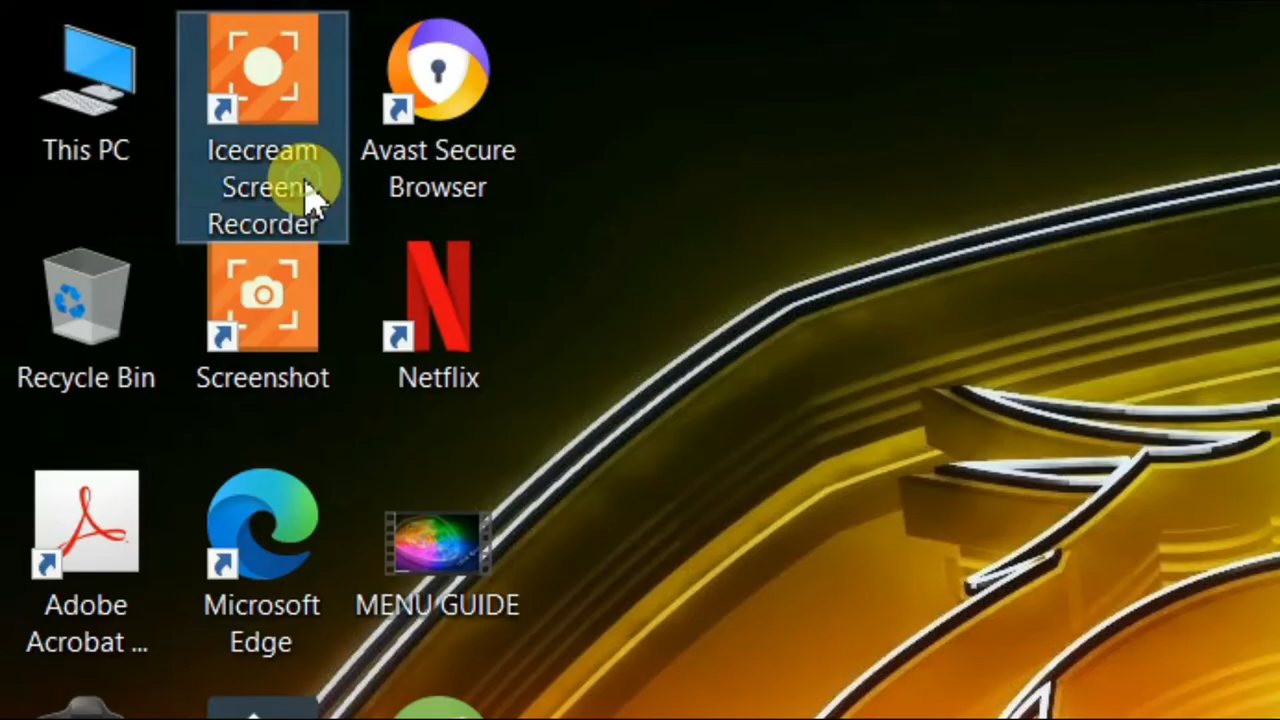 This PC
Icecream
Screen
Recorder
Avast Secure
Browser
Recycle Bin
Screenshot
Netflix
Adobe
Acrobat ...
Microsoft
Edge
MENU GUIDE